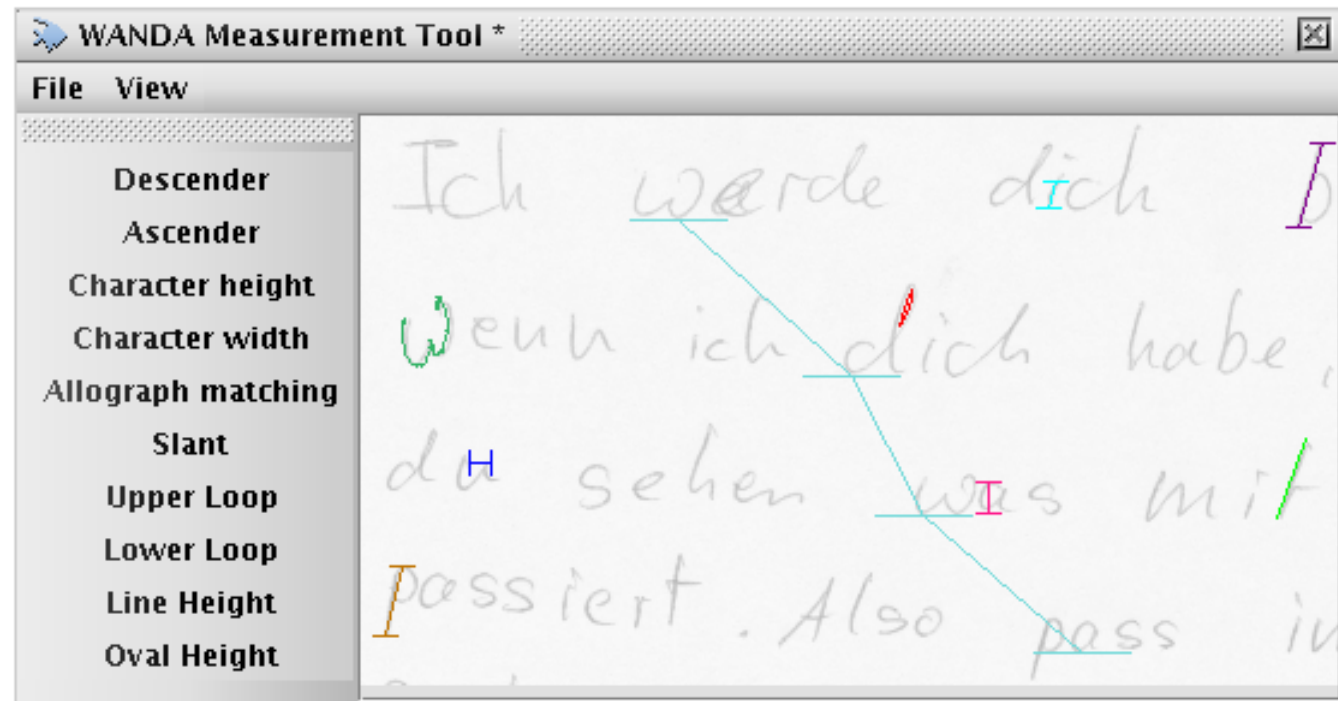 WANDA Measurement Tool *
File View
Descender
Ascender
Character height
Character width
Allograph matching
Slant
Upper Loop
Lower Loop
Line Height
Oval Height
Ich werde dich
Wenn ich dich habe,
du sehen was mit
passiert. Also pass